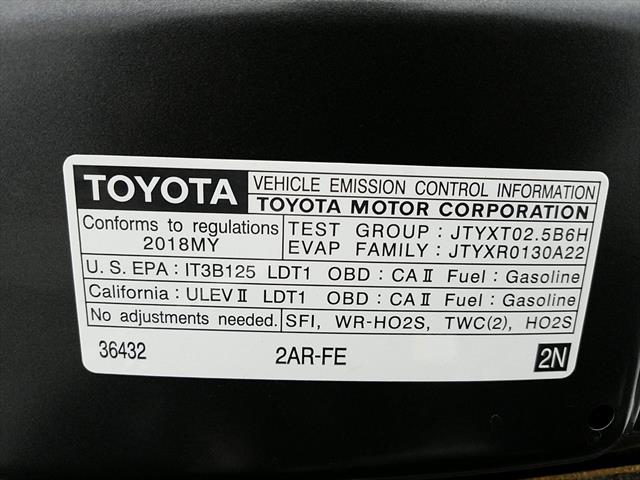 TOYOTA VEHICLE EMISSION CONTROL INFORMATION
TOYOTA MOTOR CORPORATION
Conforms to regulations TEST GROUP : JTYXT02.5B6H
2018MY EVAP FAMILY : JTYXR0130A22
U. S. EPA : IT3B125 LDT1 OBD : CA II Fuel : Gasoline
California : ULEV II LDT1 OBD : CA II Fuel : Gasoline
No adjustments needed. SFI, WR-HO2S, TWC(2), HO2S
36432 2AR-FE 2N